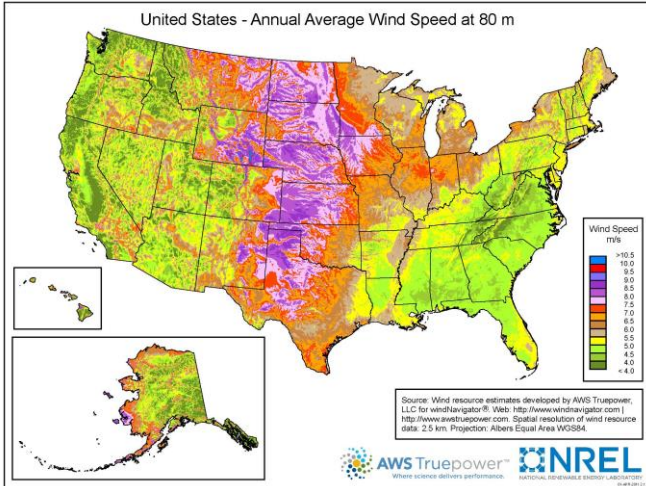 United States - Annual Average Wind Speed at 80 m
Wind Speed
m/s
>10.5
10.0
9.5
9.0
8.5
8.0
7.5
7.0
6.5
6.0
5.5
5.0
4.5
4.0
< 4.0
Source: Wind resource estimates developed by AWS Truepower,
LLC for windNavigator®. Web: http://www.windnavigator.com |
http://www.awstruepower.com. Spatial resolution of wind resource
data: 2.5 km. Projection: Albers Equal Area WGS84.
AWS Truepower™
Where science delivers performance.
NREL
NATIONAL RENEWABLE ENERGY LABORATORY